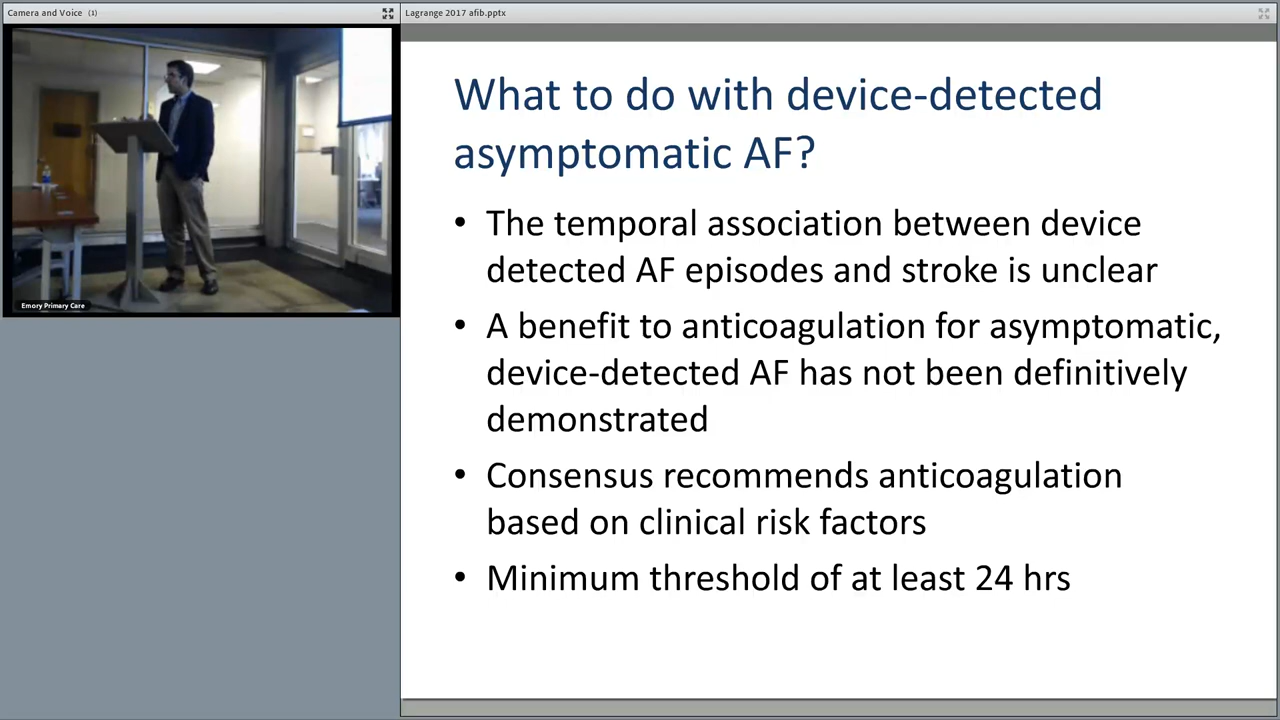 Camera and Voice (1)
Lagrange 2017 afib.pptx
Emory Primary Care
What to do with device-detected
asymptomatic AF?
• The temporal association between device
detected AF episodes and stroke is unclear
• A benefit to anticoagulation for asymptomatic,
device-detected AF has not been definitively
demonstrated
• Consensus recommends anticoagulation
based on clinical risk factors
• Minimum threshold of at least 24 hrs